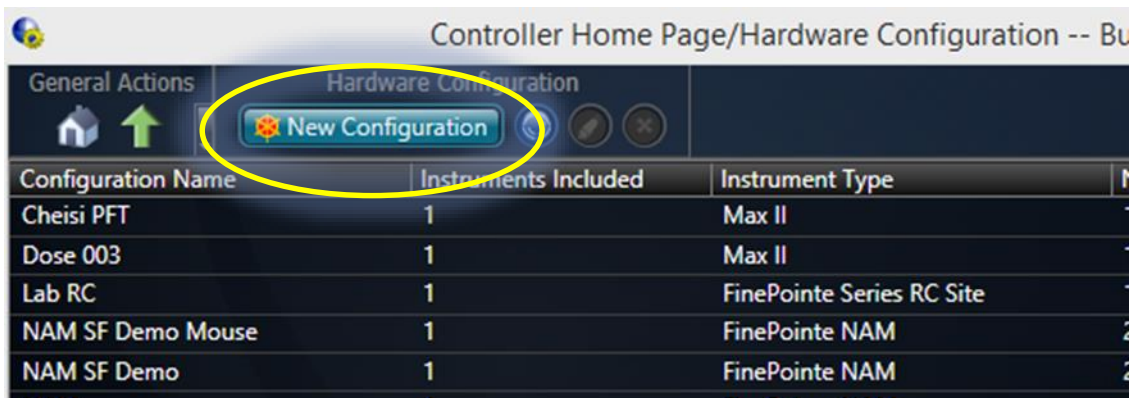 Controller Home Page/Hardware Configuration -- Bu
General Actions Hardware Configuration
New Configuration
Configuration Name Instruments Included Instrument Type
Cheisi PFT 1 Max II
Dose 003 1 Max II
Lab RC 1 FinePointe Series RC Site
NAM SF Demo Mouse 1 FinePointe NAM
NAM SF Demo 1 FinePointe NAM